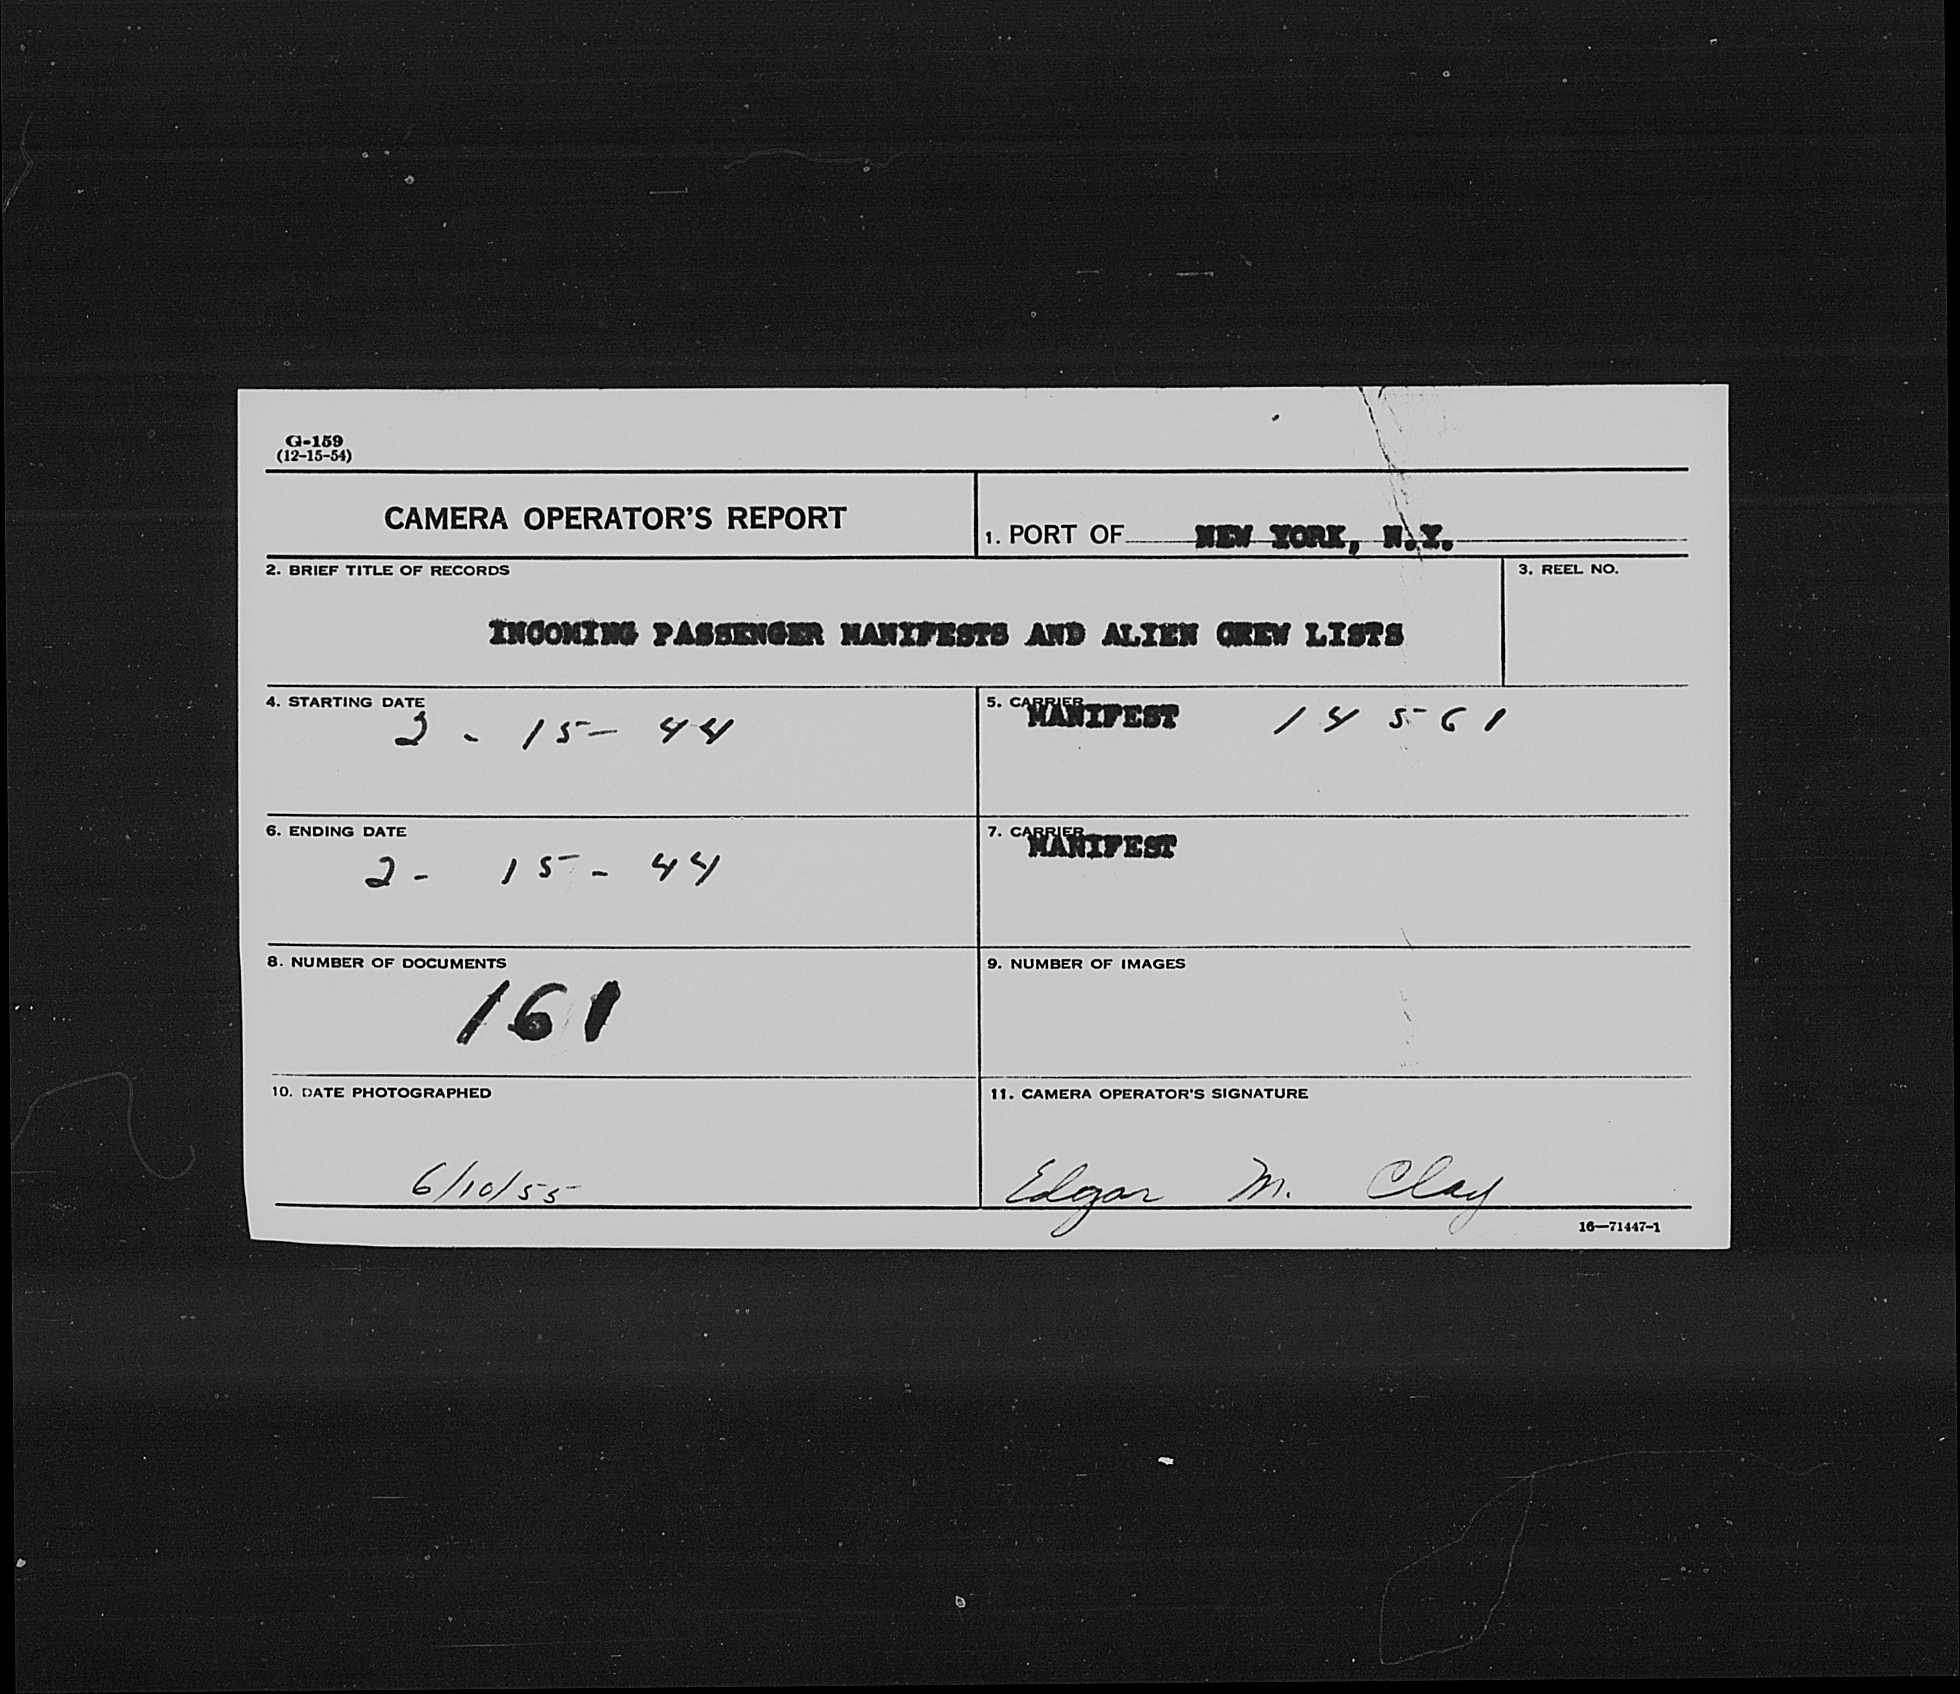 G-159
(12-15-54)
CAMERA OPERATOR'S REPORT
1. PORT OF NEW YORK, N.Y.
2. BRIEF TITLE OF RECORDS
3. REEL NO.
INCOMING PASSENGER MANIFESTS AND ALIEN CREW LISTS
4. STARTING DATE
2 - 15 - 44
5. CARRIER
MANIFEST 14561
6. ENDING DATE
2 - 15 - 44
7. CARRIER
MANIFEST
8. NUMBER OF DOCUMENTS
161
9. NUMBER OF IMAGES
10. DATE PHOTOGRAPHED
6/10/55
11. CAMERA OPERATOR'S SIGNATURE
Edgar M. Clay
16—71447-1